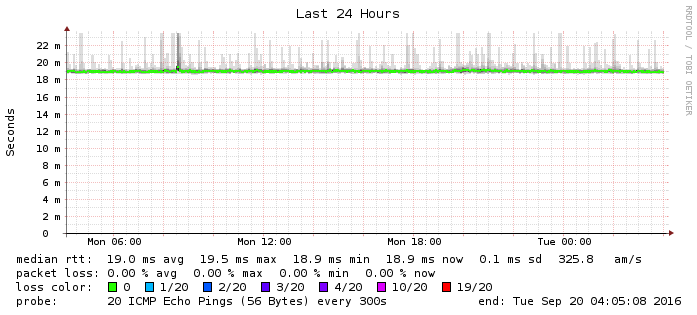 Last 24 Hours
RRDTOOL / TOBI OETIKER
Seconds
22 m
20 m
18 m
16 m
14 m
12 m
10 m
8 m
6 m
4 m
2 m
0
Mon 06:00 Mon 12:00 Mon 18:00 Tue 00:00
median rtt: 19.0 ms avg 19.5 ms max 18.9 ms min 18.9 ms now 0.1 ms sd 325.8 am/s
packet loss: 0.00 % avg 0.00 % max 0.00 % min 0.00 % now
loss color: 0 1/20 2/20 3/20 4/20 10/20 19/20
probe: 20 ICMP Echo Pings (56 Bytes) every 300s end: Tue Sep 20 04:05:08 2016